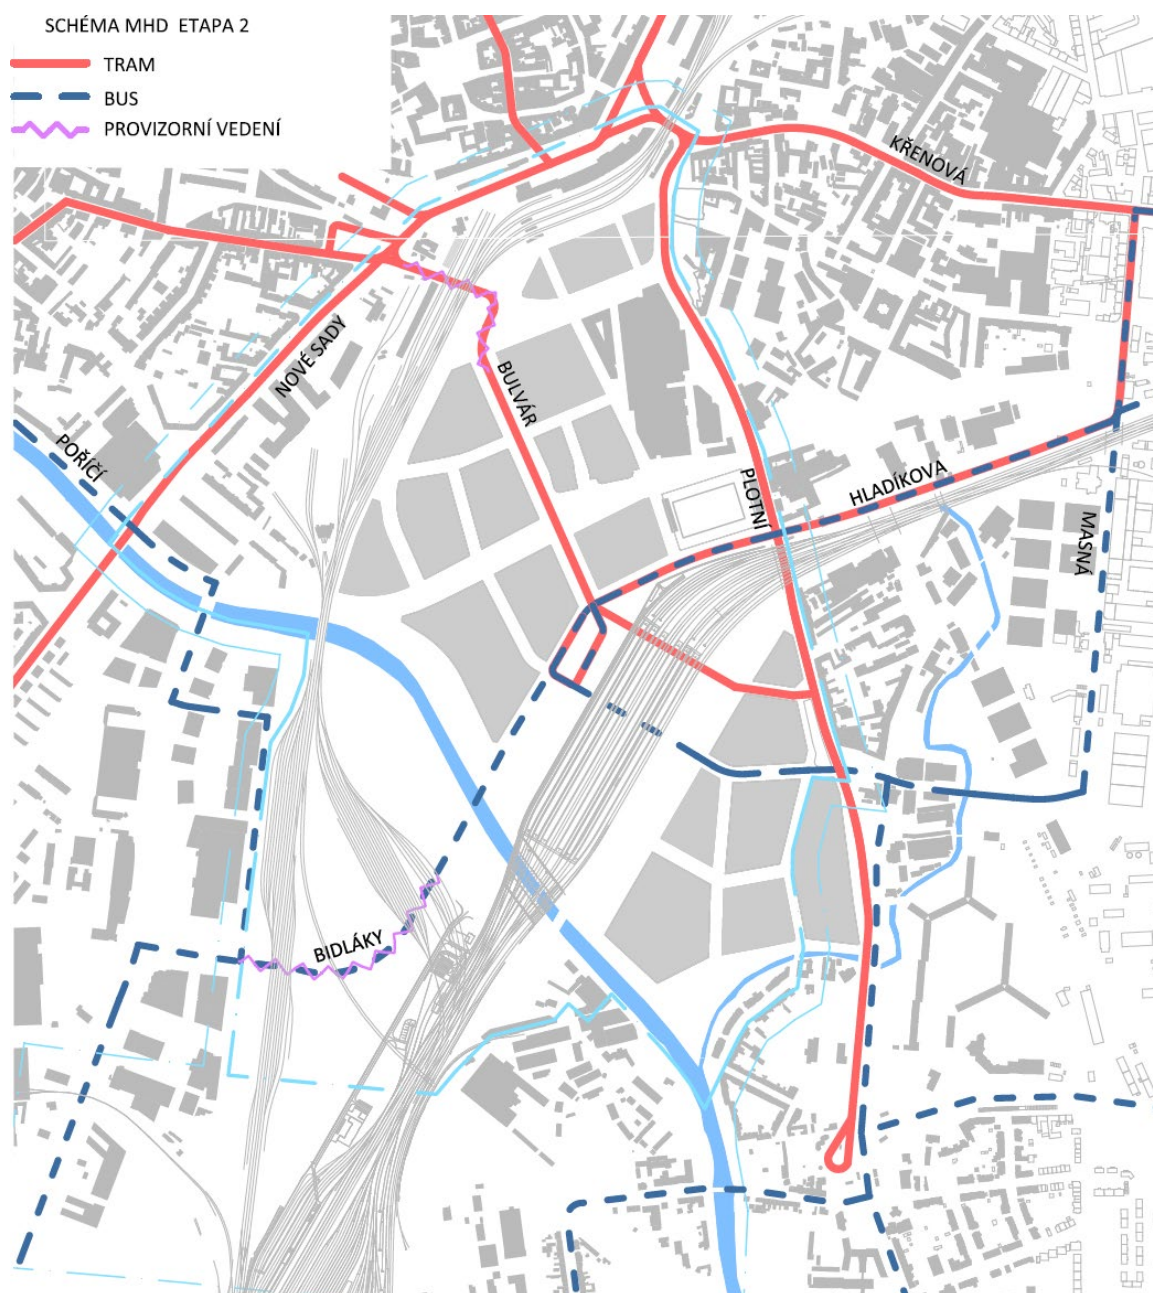 SCHÉMA MHD ETAPA 2
TRAM
BUS
PROVIZORNÍ VEDENÍ
KŘENOVÁ
NOVÉ SADY
BULVÁR
POŘÍČÍ
PLOTNÍ
HLADÍKOVA
MASNÁ
BIDLÁKY